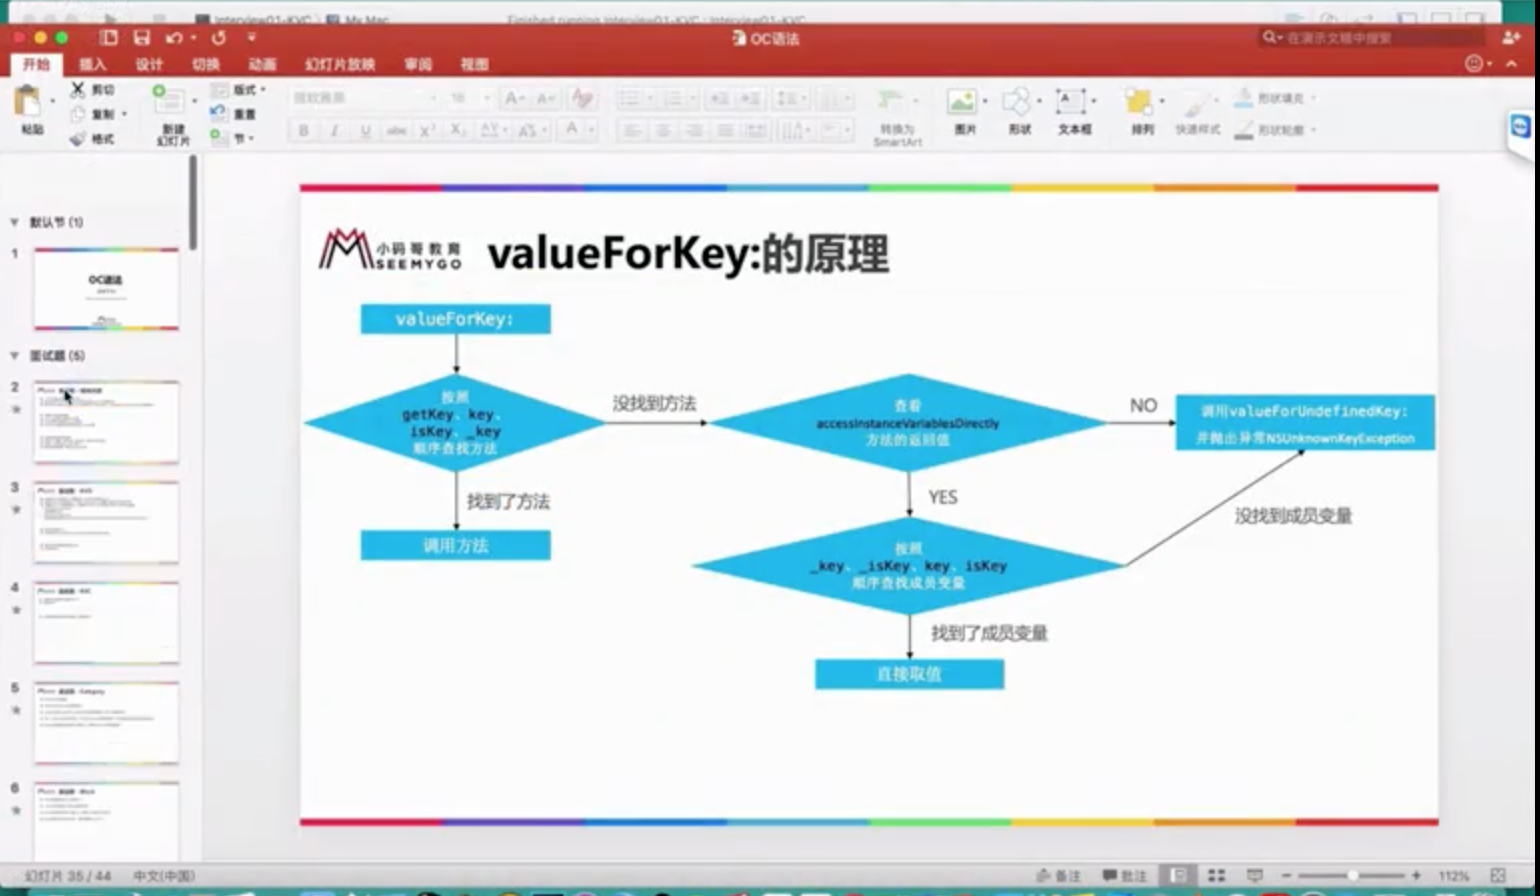 Interview01-KVC
My Mac
Finished running Interview01-KVC : Interview01-KVC
OC语法
在演示文稿中搜索
开始 插入 设计 切换 动画 幻灯片放映 审阅 视图
粘贴
剪切
复制
格式
新建
幻灯片
版式
重置
节
转换为
SmartArt
图片
形状
文本框
排列
快速样式
形状填充
形状轮廓
默认节 (1)
1
OC语法
面试题 (5)
2
3
4
5
6
小码哥教育
SEEMYGO
valueForKey:的原理
valueForKey:
按照
getKey、key、
isKey、_key
顺序查找方法
没找到方法
查看
accessInstanceVariablesDirectly
方法的返回值
NO
调用valueForUndefinedKey:
并抛出异常NSUnknownKeyException
找到了方法
调用方法
YES
没找到成员变量
按照
_key、_isKey、key、isKey
顺序查找成员变量
找到了成员变量
直接取值
幻灯片 35 / 44
中文(中国)
备注
批注
112%